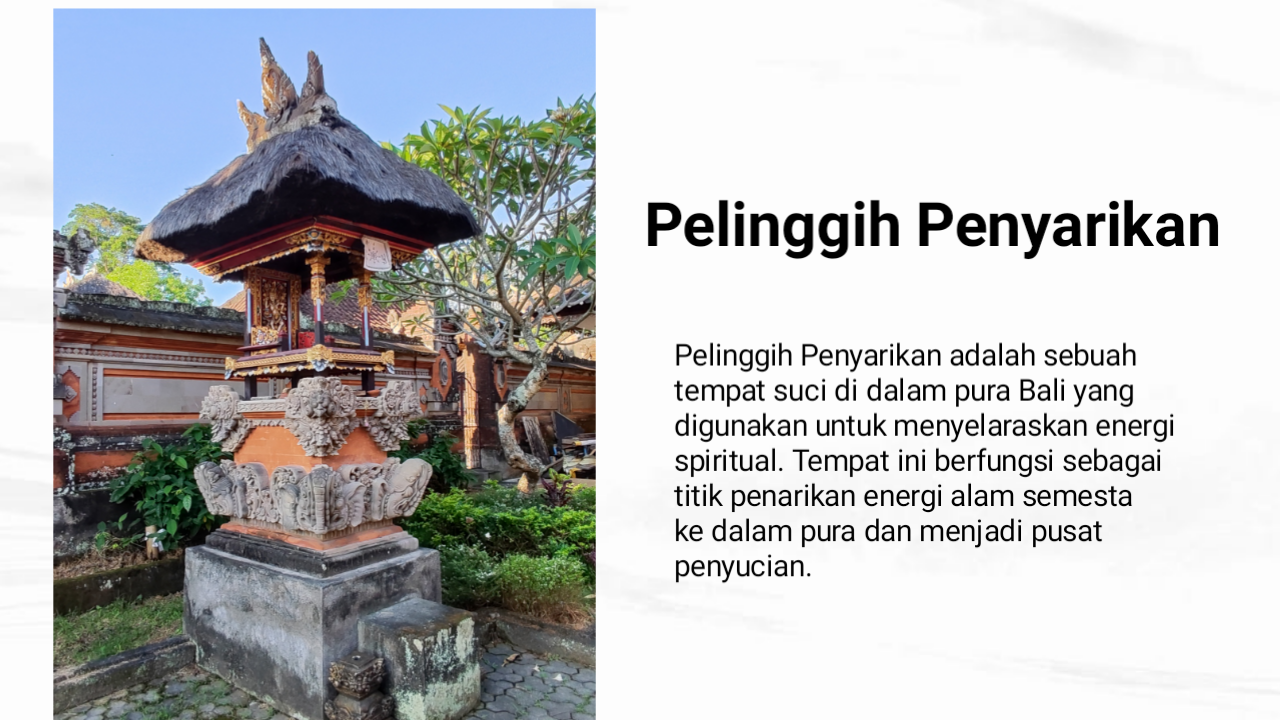 Pelinggih Penyarikan
Pelinggih Penyarikan adalah sebuah
tempat suci di dalam pura Bali yang
digunakan untuk menyelaraskan energi
spiritual. Tempat ini berfungsi sebagai
titik penarikan energi alam semesta
ke dalam pura dan menjadi pusat
penyucian.